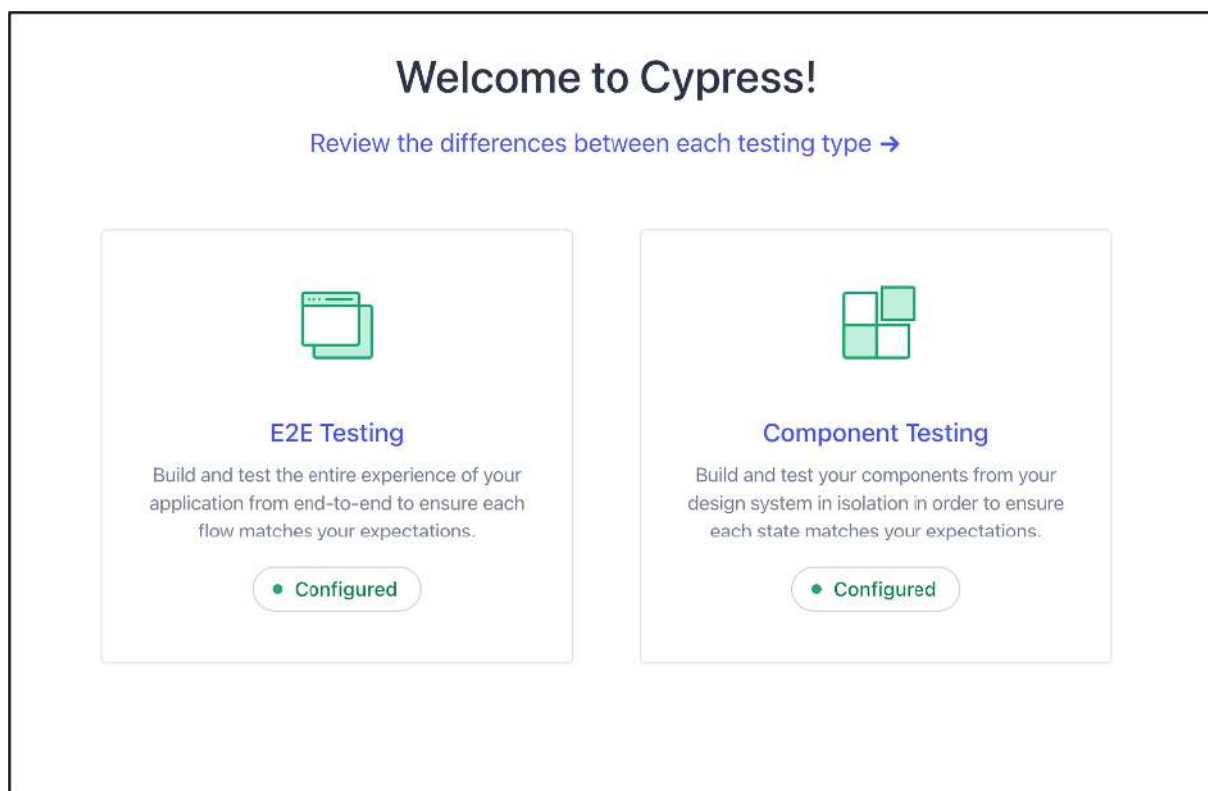 Welcome to Cypress!
Review the differences between each testing type →
E2E Testing
Build and test the entire experience of your
application from end-to-end to ensure each
flow matches your expectations.
Configured
Component Testing
Build and test your components from your
design system in isolation in order to ensure
each state matches your expectations.
Configured